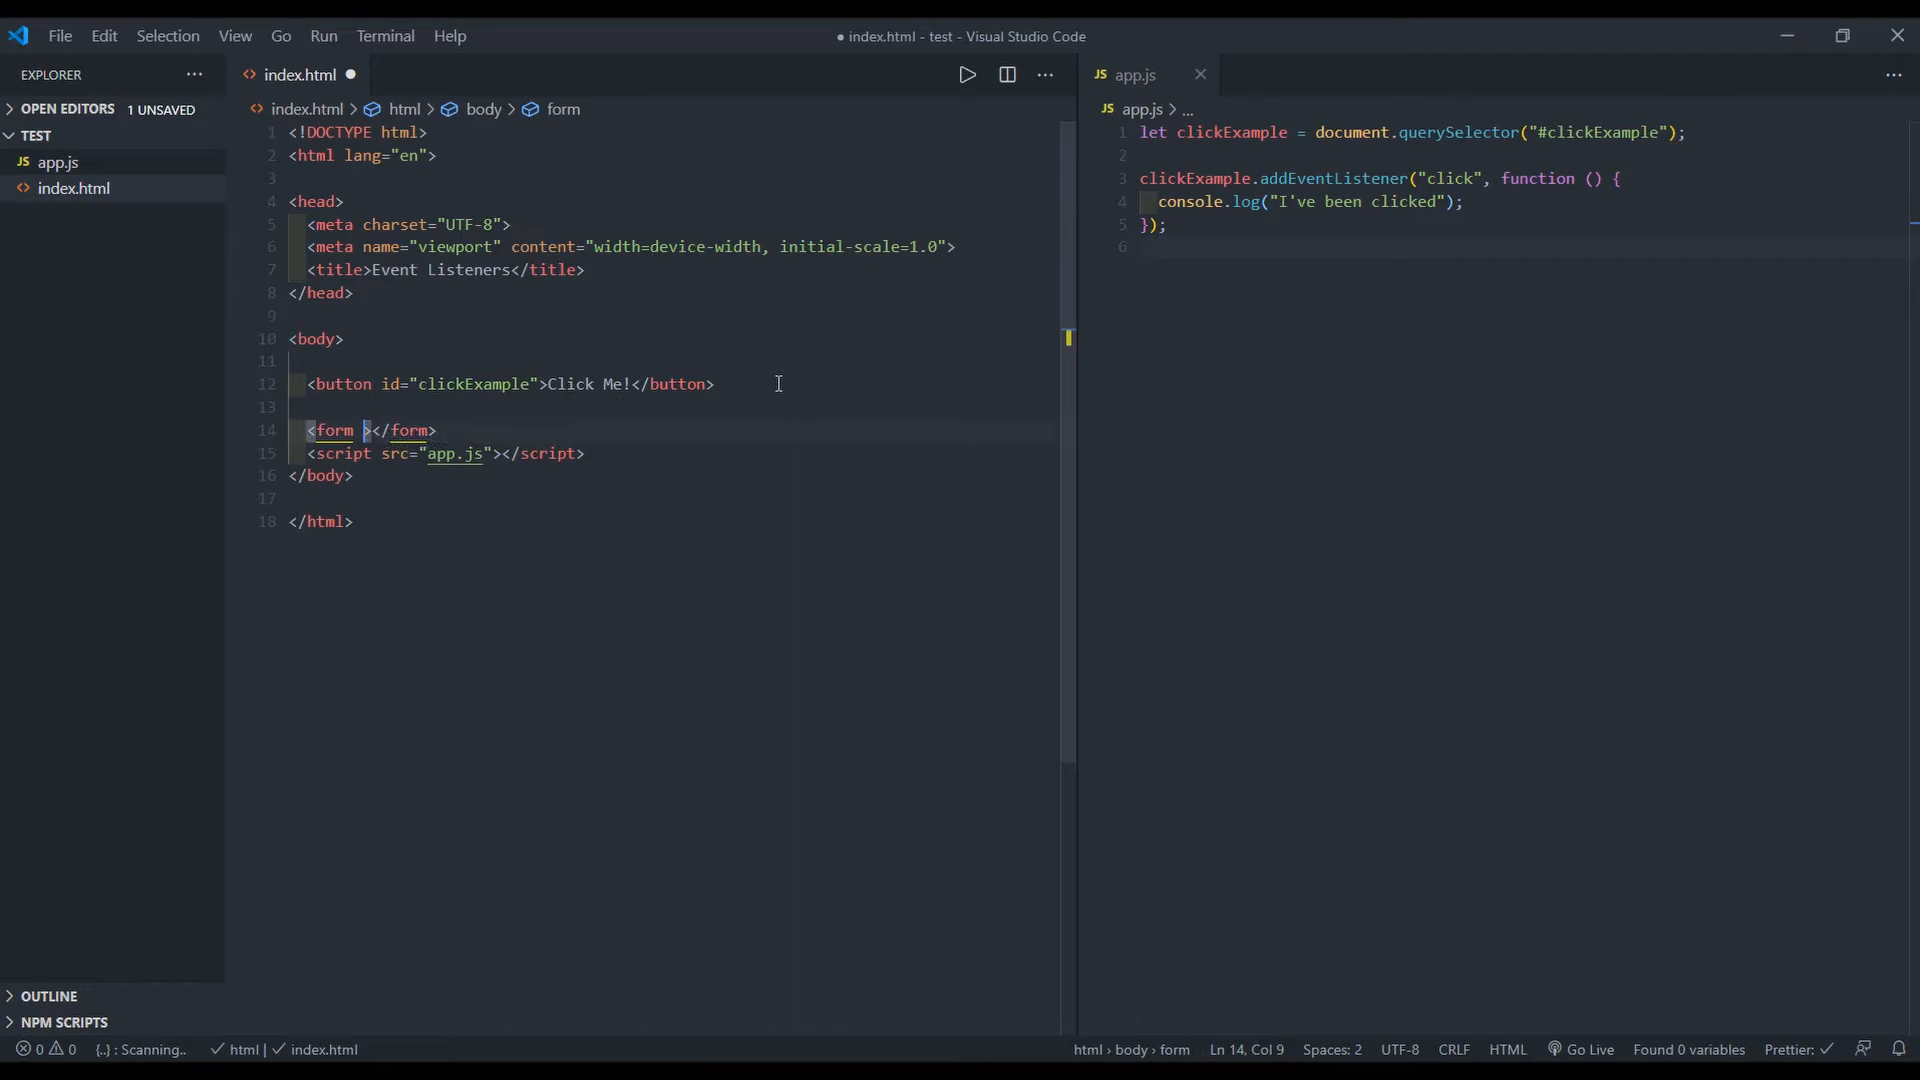 File Edit Selection View Go Run Terminal Help
● index.html - test - Visual Studio Code
EXPLORER
OPEN EDITORS 1 UNSAVED
TEST
app.js
index.html
OUTLINE
NPM SCRIPTS
index.html ●
index.html > html > body > form
1 <!DOCTYPE html>
2 <html lang="en">
3
4 <head>
5 <meta charset="UTF-8">
6 <meta name="viewport" content="width=device-width, initial-scale=1.0">
7 <title>Event Listeners</title>
8 </head>
9
10 <body>
11
12 <button id="clickExample">Click Me!</button>
13
14 <form ></form>
15 <script src="app.js"></script>
16 </body>
17
18 </html>
JS app.js
JS app.js > ...
1 let clickExample = document.querySelector("#clickExample");
2
3 clickExample.addEventListener("click", function () {
4 console.log("I've been clicked");
5 });
6
0 0 {..} : Scanning.. ✓ html | ✓ index.html
html › body › form Ln 14, Col 9 Spaces: 2 UTF-8 CRLF HTML Go Live Found 0 variables Prettier: ✓